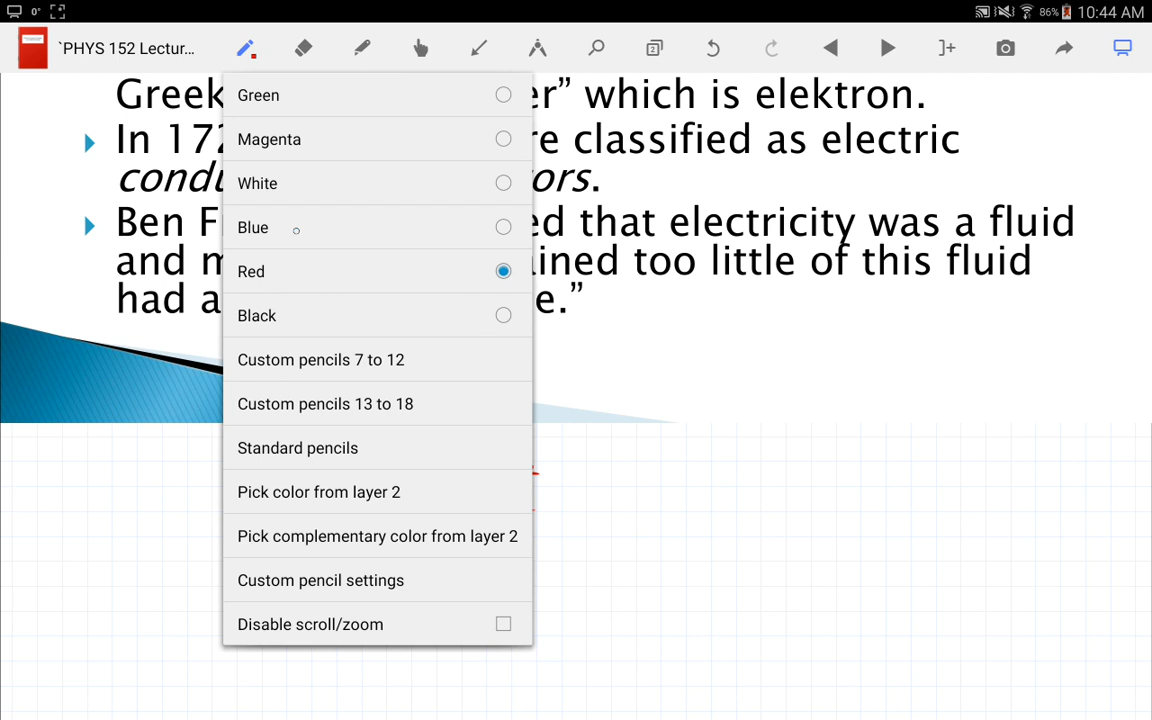 0° 86% 10:44 AM
`PHYS 152 Lectur... 2
Greek er” which is elektron.
In 172 re classified as electric
condu ors.
Ben F ed that electricity was a fluid
and m ined too little of this fluid
had a e.”
Green
Magenta
White
Blue
Red
Black
Custom pencils 7 to 12
Custom pencils 13 to 18
Standard pencils
Pick color from layer 2
Pick complementary color from layer 2
Custom pencil settings
Disable scroll/zoom